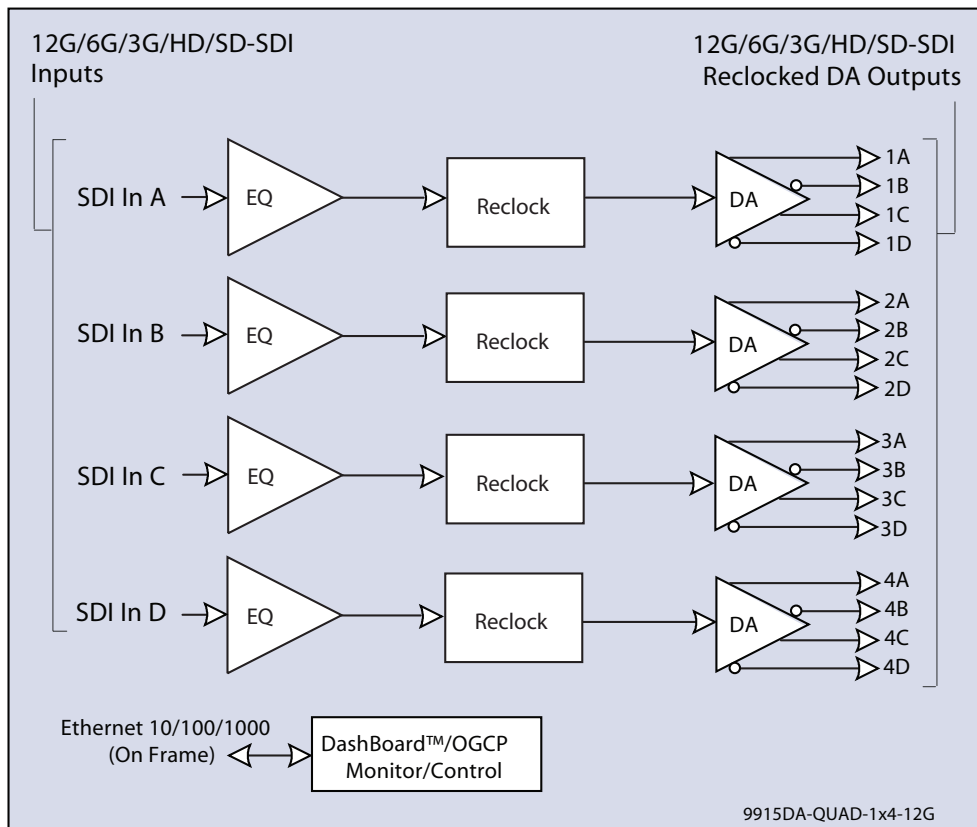 12G/6G/3G/HD/SD-SDI
Inputs
12G/6G/3G/HD/SD-SDI
Reclocked DA Outputs
SDI In A
EQ
Reclock
DA
1A
1B
1C
1D
SDI In B
EQ
Reclock
DA
2A
2B
2C
2D
SDI In C
EQ
Reclock
DA
3A
3B
3C
3D
SDI In D
EQ
Reclock
DA
4A
4B
4C
4D
Ethernet 10/100/1000
(On Frame)
DashBoard™/OGCP
Monitor/Control
9915DA-QUAD-1x4-12G